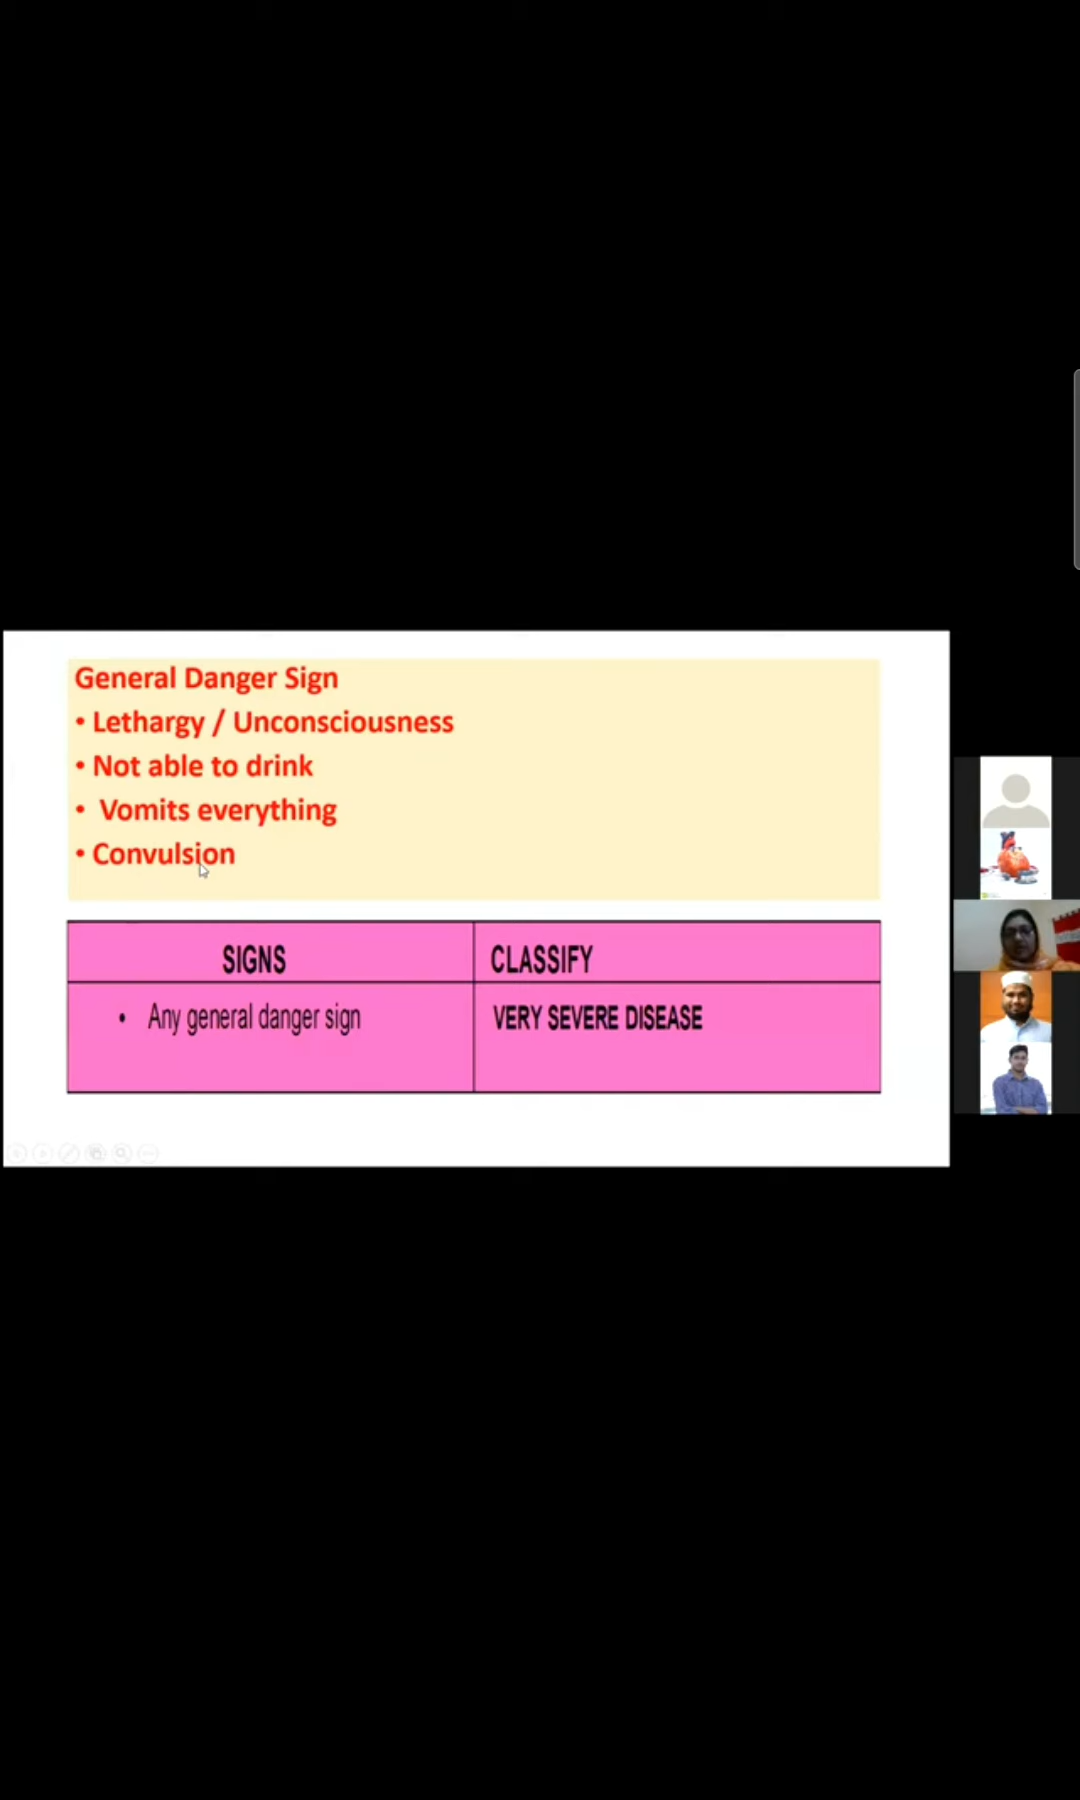 General Danger Sign
• Lethargy / Unconsciousness
• Not able to drink
• Vomits everything
• Convulsion
SIGNS
CLASSIFY
• Any general danger sign
VERY SEVERE DISEASE